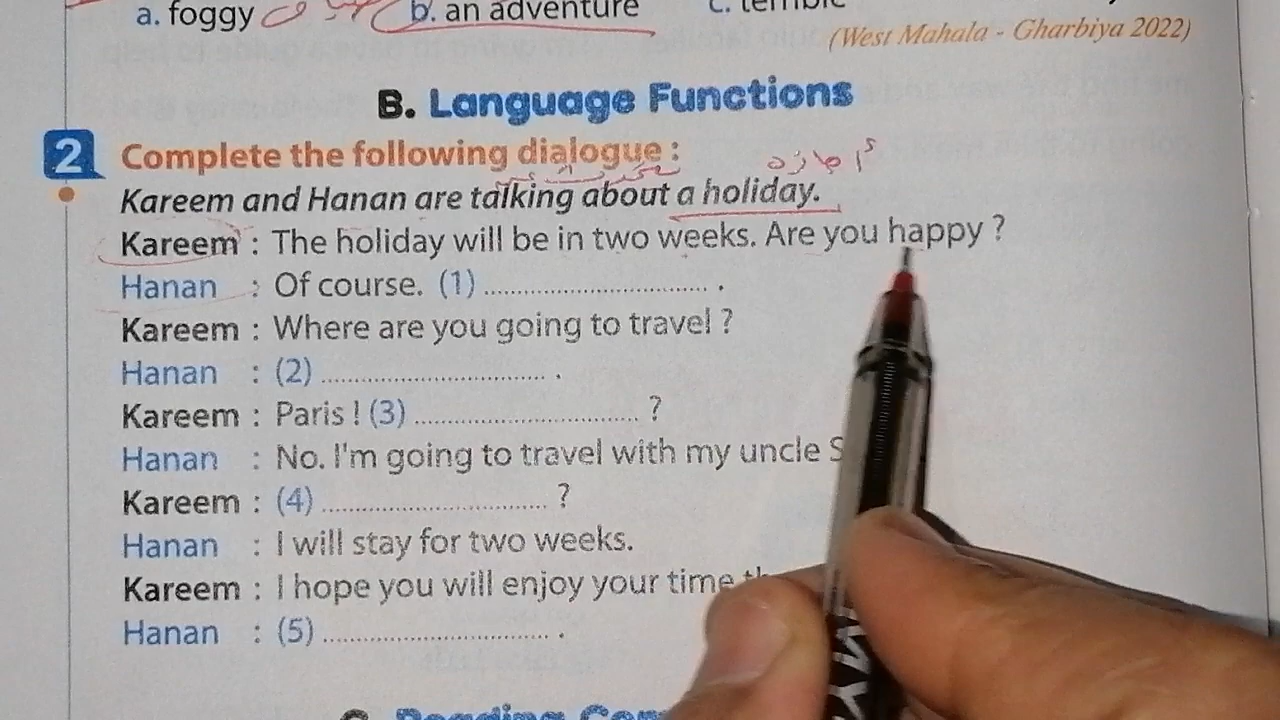 a. foggy b. an adventure c. terrible
(West Mahala - Gharbiya 2022)
B. Language Functions
2 Complete the following dialogue :
أجازة
Kareem and Hanan are talking about a holiday.
Kareem : The holiday will be in two weeks. Are you happy ?
Hanan : Of course. (1) ........................................ .
Kareem : Where are you going to travel ?
Hanan : (2) ........................................ .
Kareem : Paris ! (3) ........................................ ?
Hanan : No. I'm going to travel with my uncle
Kareem : (4) ........................................ ?
Hanan : I will stay for two weeks.
Kareem : I hope you will enjoy your time
Hanan : (5) ........................................ .